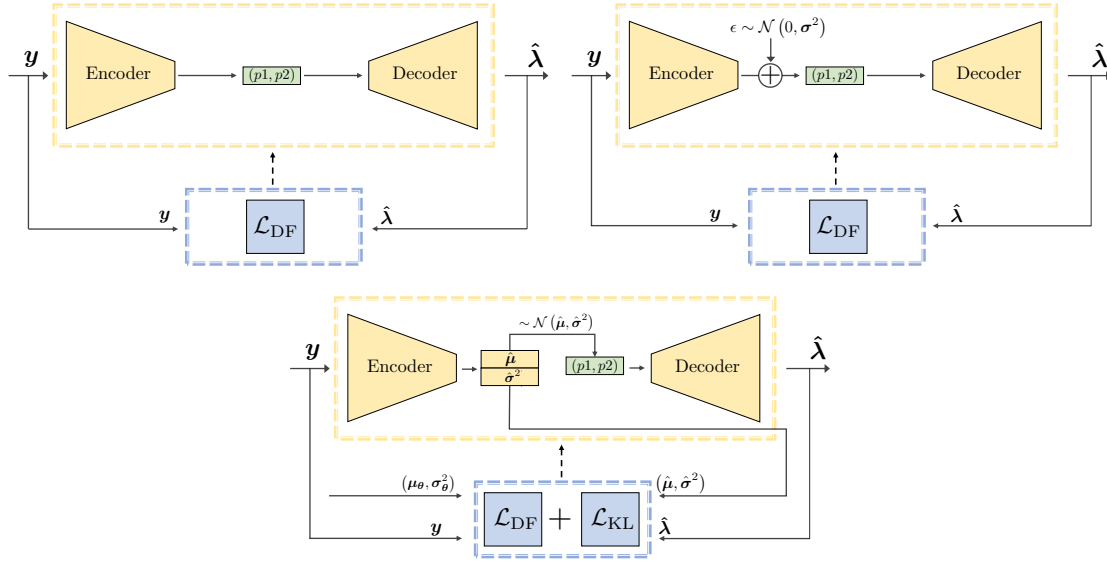 y Encoder (p1, p2) Decoder λ̂
y λ̂
ℒ_DF
ϵ ∼ 𝒩 (0, σ²)
y Encoder + (p1, p2) Decoder λ̂
y λ̂
ℒ_DF
∼ 𝒩 (μ̂, σ̂²)
y Encoder μ̂ (p1, p2) Decoder λ̂
σ̂²
(μ_θ, σ²_θ) (μ̂, σ̂²)
ℒ_DF + ℒ_KL
y λ̂